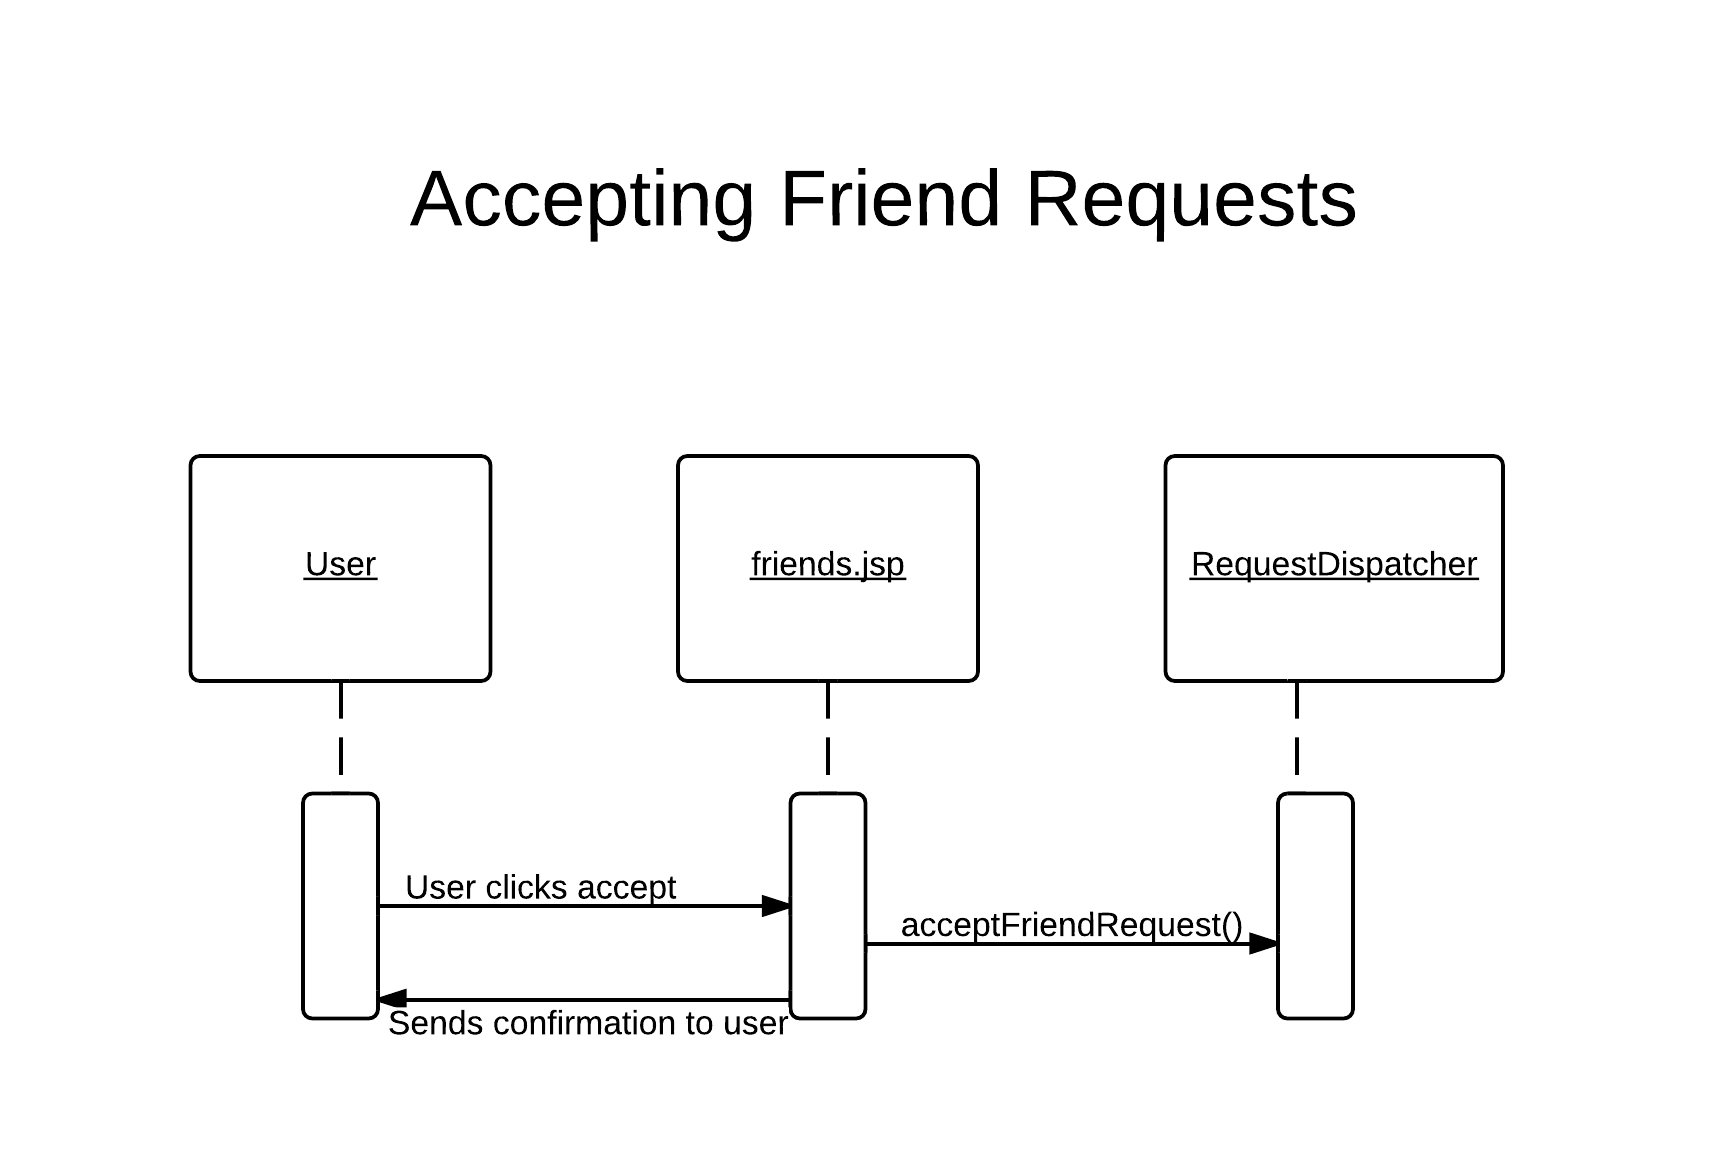 Accepting Friend Requests
User
friends.jsp
RequestDispatcher
User clicks accept
acceptFriendRequest()
Sends confirmation to user